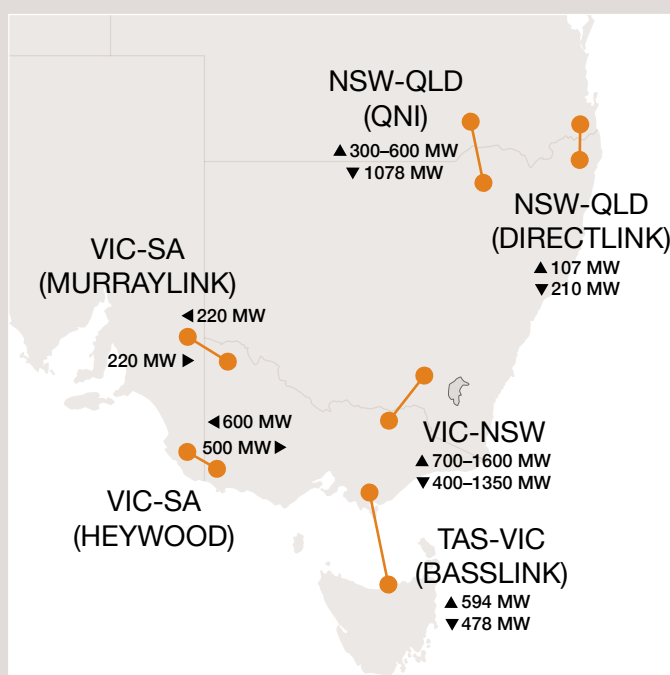 NSW-QLD
(QNI)
▲ 300–600 MW
▼ 1078 MW
NSW-QLD
(DIRECTLINK)
▲ 107 MW
▼ 210 MW
VIC-SA
(MURRAYLINK)
◀ 220 MW
220 MW ▶
◀ 600 MW
500 MW ▶
VIC-SA
(HEYWOOD)
VIC-NSW
▲ 700–1600 MW
▼ 400–1350 MW
TAS-VIC
(BASSLINK)
▲ 594 MW
▼ 478 MW